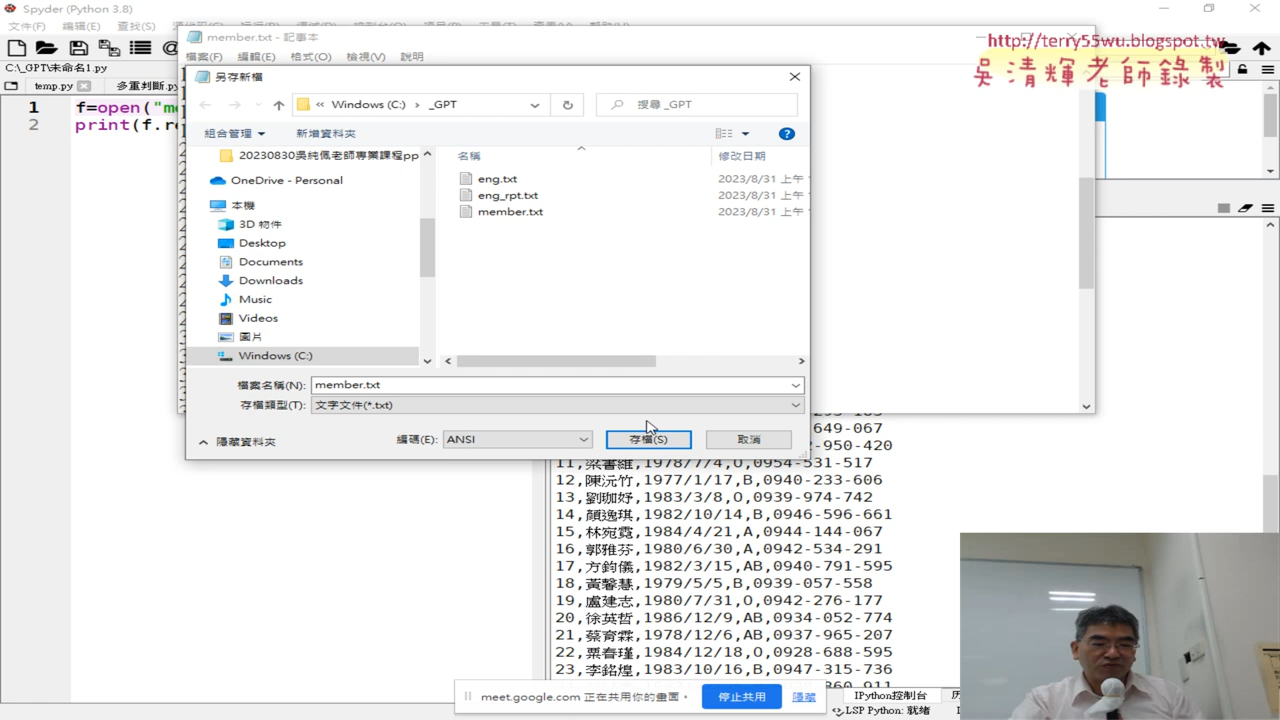 Spyder (Python 3.8)
文件(F) 編輯(E) 查找(S)
member.txt - 記事本
http://terry55wu.blogspot.tw
吳清輝老師錄製
檔案(F) 編輯(E) 格式(O) 檢視(V) 說明
C:\_GPT\未命名1.py
另存新檔
temp.py
多重判斷.py
Windows (C:) › _GPT
搜尋 _GPT
1 f=open("me
2 print(f.re
組合管理 新增資料夾
20230830吳純佩老師專業課程pp
OneDrive - Personal
本機
3D 物件
Desktop
Documents
Downloads
Music
Videos
圖片
Windows (C:)
名稱 修改日期
eng.txt 2023/8/31 上午
eng_rpt.txt 2023/8/31 上午
member.txt 2023/8/31 上午
檔案名稱(N): member.txt
存檔類型(T): 文字文件(*.txt)
隱藏資料夾 編碼(E): ANSI 存檔(S) 取消
649-067
-950-420
11,梁書維,1978/7/4,O,0954-531-517
12,陳沅竹,1977/1/17,B,0940-233-606
13,劉珈妤,1983/3/8,O,0939-974-742
14,顏逸琪,1982/10/14,B,0946-596-661
15,林宛霓,1984/4/21,A,0944-144-067
16,郭雅芬,1980/6/30,A,0942-534-291
17,方鈞儀,1982/3/15,AB,0940-791-595
18,黃馨慧,1979/5/5,B,0939-057-558
19,盧建志,1980/7/31,O,0942-276-177
20,徐英哲,1986/12/9,AB,0934-052-774
21,蔡育霖,1978/12/6,AB,0937-965-207
22,粟春瑾,1984/12/18,O,0928-688-595
23,李銘煌,1983/10/16,B,0947-315-736
meet.google.com 正在共用你的畫面。 停止共用 隱藏
IPython控制台
LSP Python: 就緒